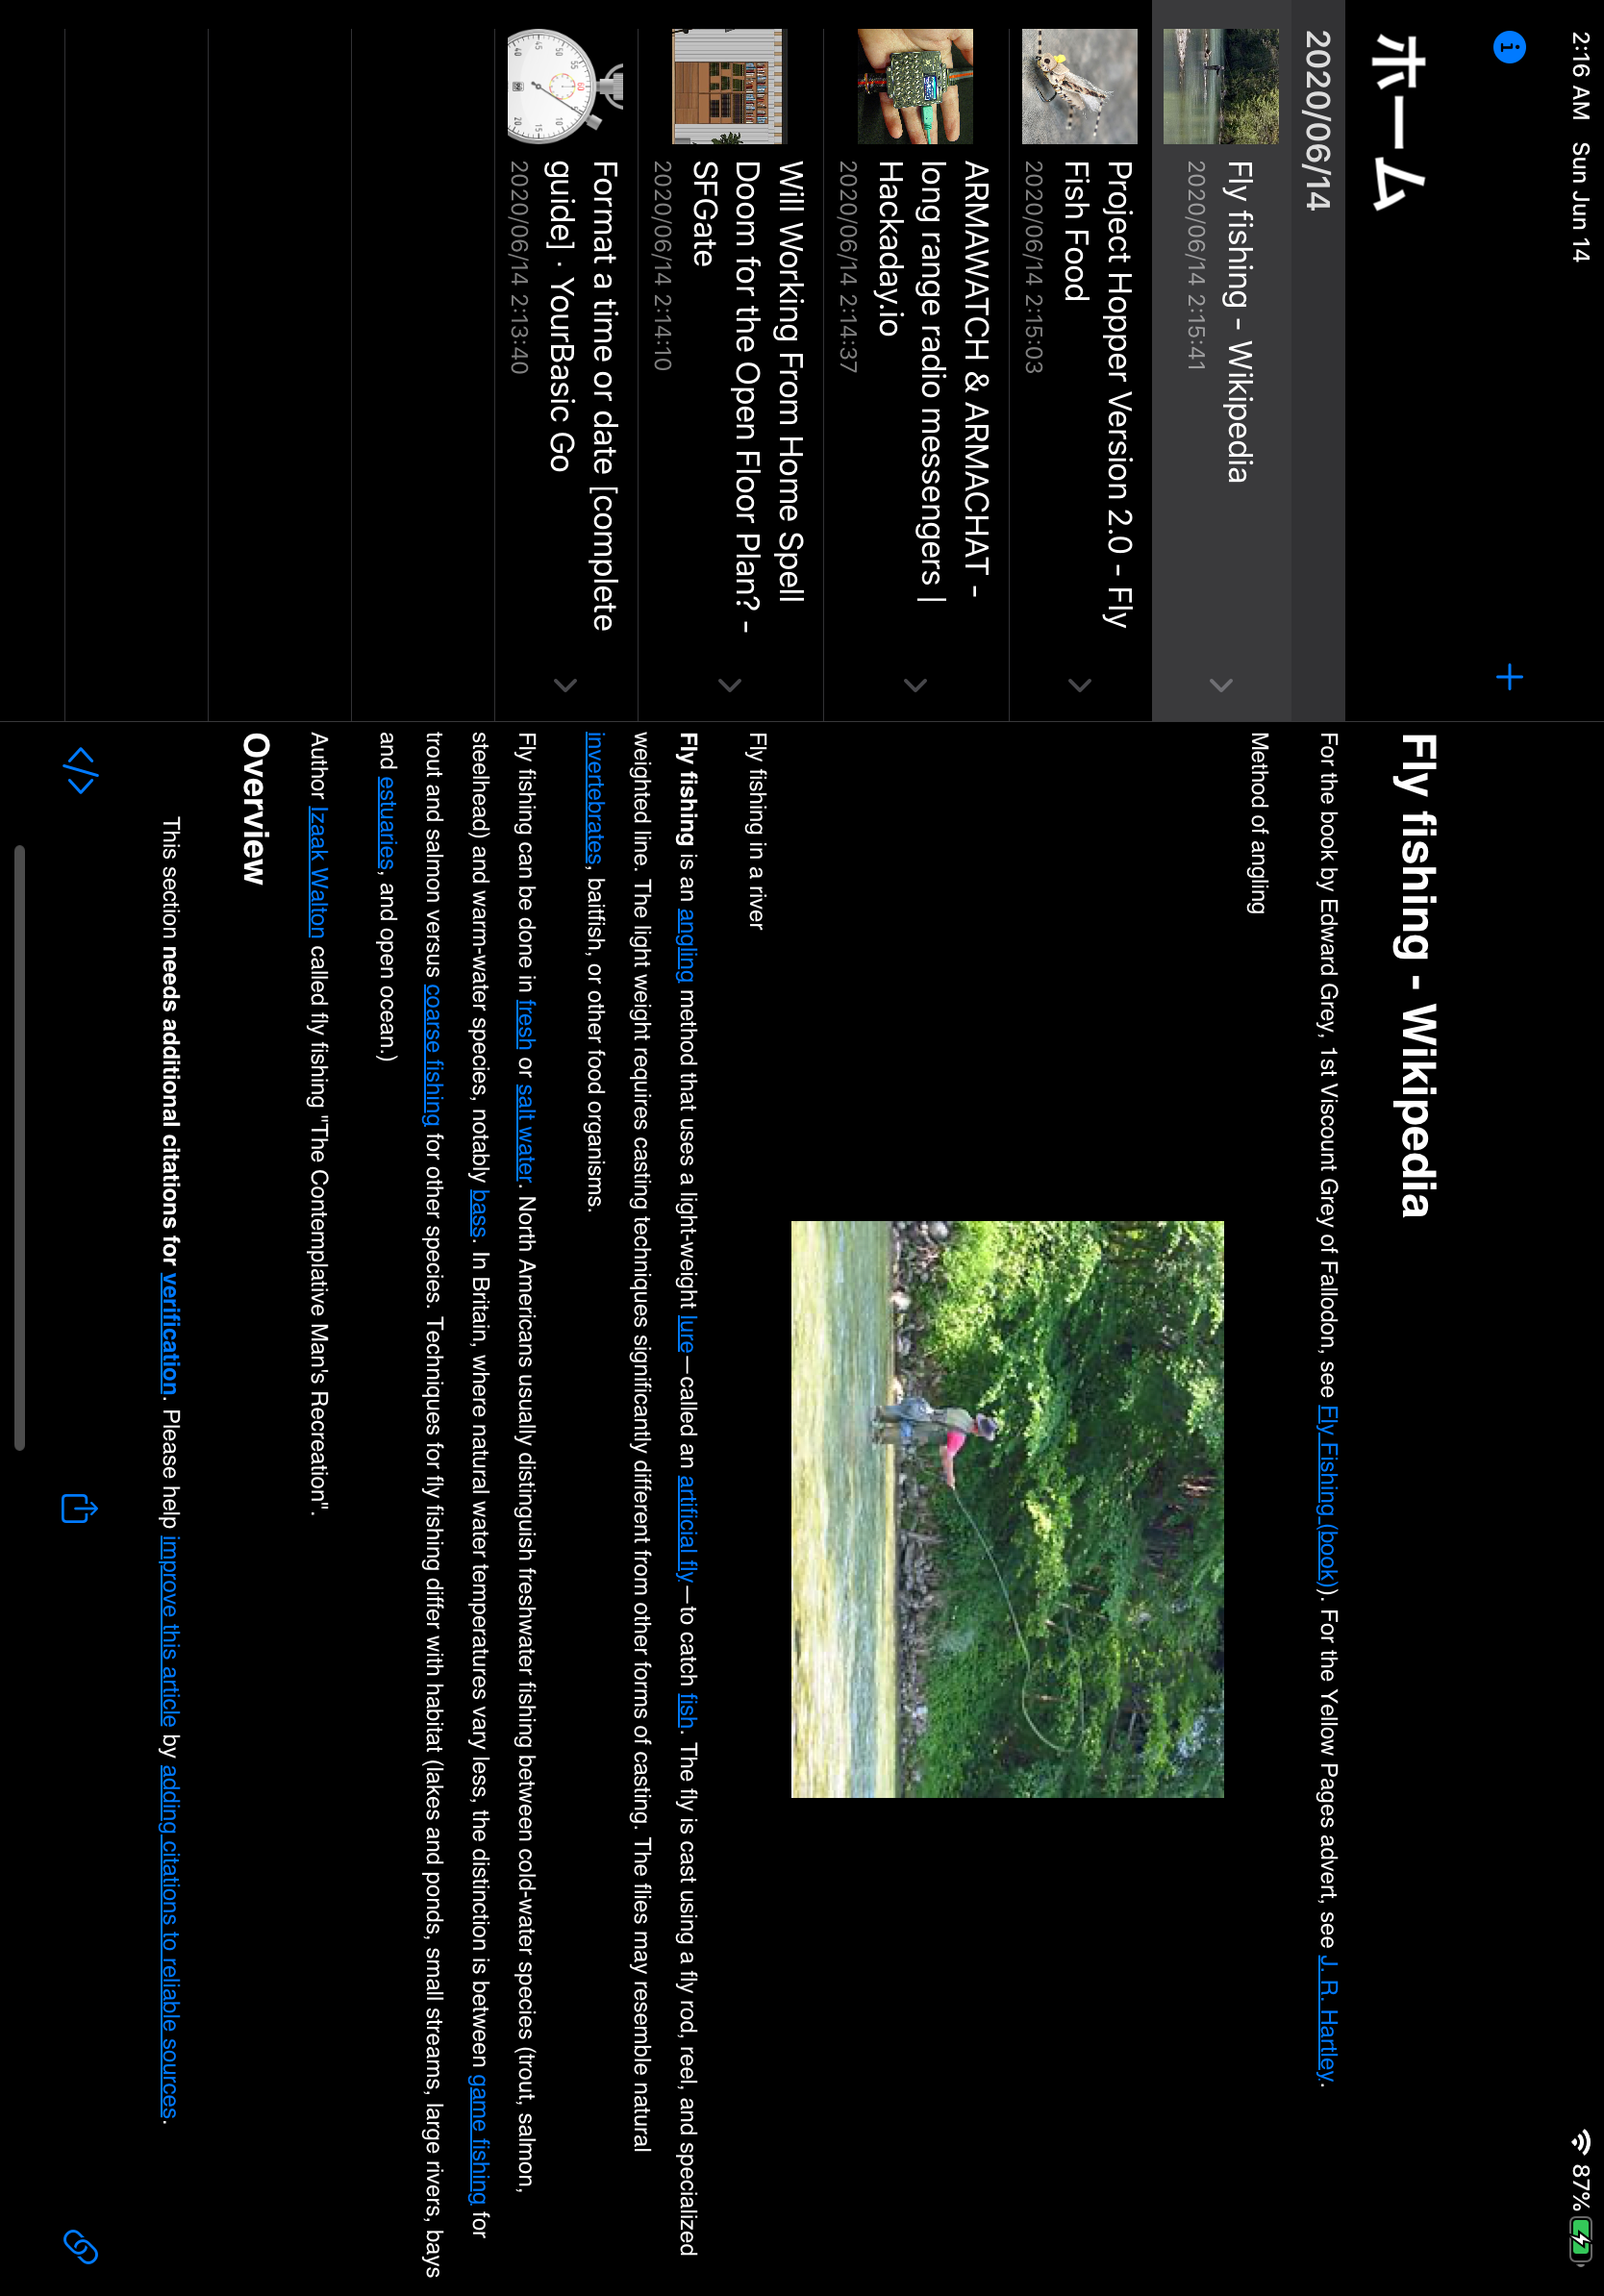 2:16 AM Sun Jun 14
87%
ホーム
2020/06/14
Fly fishing - Wikipedia
2020/06/14 2:15:41
Project Hopper Version 2.0 - Fly
Fish Food
2020/06/14 2:15:03
ARMAWATCH & ARMACHAT -
long range radio messengers |
Hackaday.io
2020/06/14 2:14:37
Will Working From Home Spell
Doom for the Open Floor Plan? -
SFGate
2020/06/14 2:14:10
Format a time or date [complete
guide] · YourBasic Go
2020/06/14 2:13:40
Fly fishing - Wikipedia
For the book by Edward Grey, 1st Viscount Grey of Fallodon, see Fly Fishing (book)). For the Yellow Pages advert, see J. R. Hartley.
Method of angling
Fly fishing in a river
Fly fishing is an angling method that uses a light-weight lure—called an artificial fly—to catch fish. The fly is cast using a fly rod, reel, and specialized
weighted line. The light weight requires casting techniques significantly different from other forms of casting. The flies may resemble natural
invertebrates, baitfish, or other food organisms.
Fly fishing can be done in fresh or salt water. North Americans usually distinguish freshwater fishing between cold-water species (trout, salmon,
steelhead) and warm-water species, notably bass. In Britain, where natural water temperatures vary less, the distinction is between game fishing for
trout and salmon versus coarse fishing for other species. Techniques for fly fishing differ with habitat (lakes and ponds, small streams, large rivers, bays
and estuaries, and open ocean.)
Author Izaak Walton called fly fishing "The Contemplative Man's Recreation".
Overview
This section needs additional citations for verification. Please help improve this article by adding citations to reliable sources.